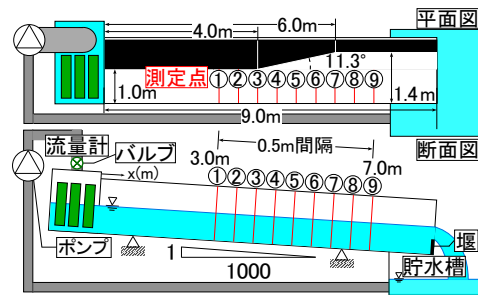 平面図
6.0m
4.0m
11.3°
測定点
①②③④⑤⑥⑦⑧⑨
1.0m
1.4m
9.0m
断面図
流量計
バルブ
0.5m間隔
3.0m
7.0m
x(m)
①②③④⑤⑥⑦⑧⑨
ポンプ
1
1000
堰
貯水槽